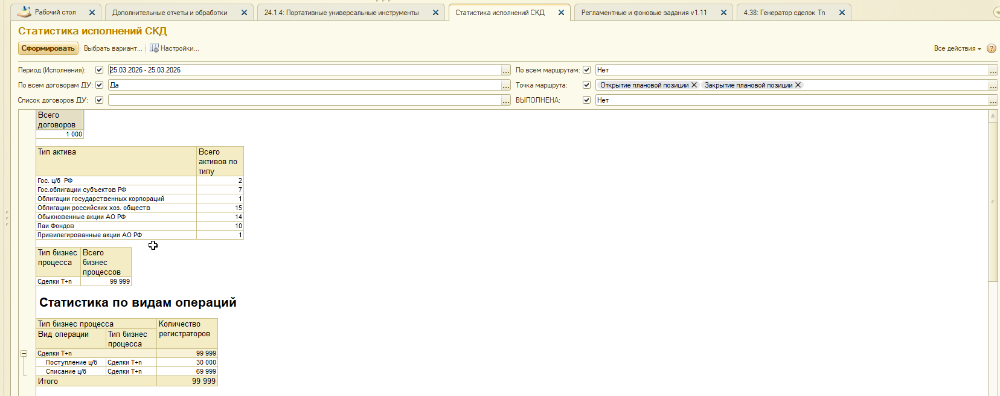 Рабочий стол
Дополнительные отчеты и обработки
24.1.4: Портативные универсальные инструменты
Статистика исполнений СКД
Регламентные и фоновые задания v1.11
4.38: Генератор сделок Tn
Статистика исполнений СКД
Сформировать Выбрать вариант... Настройки... Все действия ?
Период (Исполнения): 25.03.2026 - 25.03.2026 ... По всем маршрутам: Нет ...
По всем договорам ДУ: Да ... Точка маршрута: Открытие плановой позиции Закрытие плановой позиции ...
Список договоров ДУ: ... ВЫПОЛНЕНА: Нет ...
Всего
договоров
1 000
Тип актива Всего
активов по
типу
Гос. ц/б РФ 2
Гос.облигации субъектов РФ 7
Облигации государственных корпораций 1
Облигации российских хоз. обществ 15
Обыкновенные акции АО РФ 14
Паи Фондов 10
Привилегированные акции АО РФ 1
Тип бизнес Всего
процесса бизнес
процессов
Сделки Т+n 99 999
Статистика по видам операций
Тип бизнес процесса Количество
регистраторов
Вид операции Тип бизнес
процесса
Сделки Т+n 99 999
Поступление ц/б Сделки Т+n 30 000
Списание ц/б Сделки Т+n 69 999
Итого 99 999